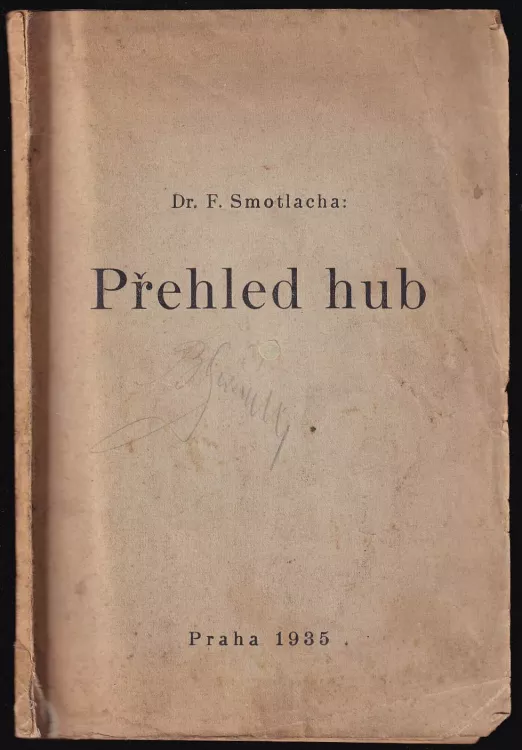 Dr. F. Smotlacha:
Přehled hub
Praha 1935.